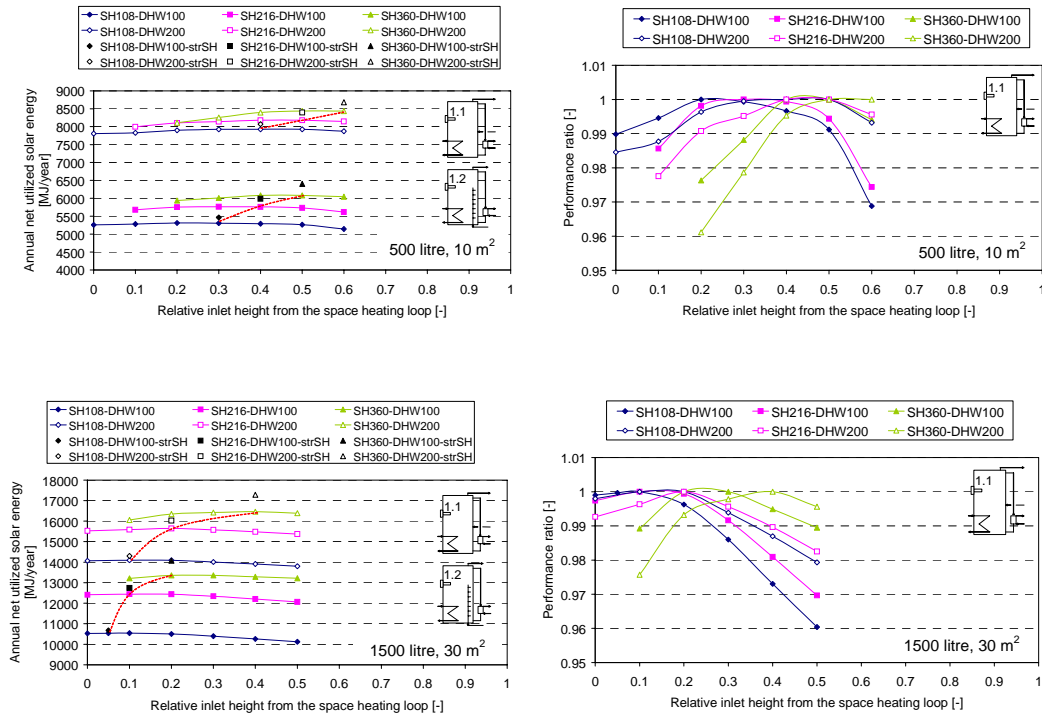 SH108-DHW100 SH216-DHW100 SH360-DHW100
SH108-DHW200 SH216-DHW200 SH360-DHW200
SH108-DHW100-strSH SH216-DHW100-strSH SH360-DHW100-strSH
SH108-DHW200-strSH SH216-DHW200-strSH SH360-DHW200-strSH
Annual net utilized solar energy
[MJ/year]
9000
8500
8000
7500
7000
6500
6000
5500
5000
4500
4000
1.1
1.2
500 litre, 10 m2
0 0.1 0.2 0.3 0.4 0.5 0.6 0.7 0.8 0.9 1
Relative inlet height from the space heating loop [-]
SH108-DHW100 SH216-DHW100 SH360-DHW100
SH108-DHW200 SH216-DHW200 SH360-DHW200
Performance ratio [-]
1.01
1
0.99
0.98
0.97
0.96
0.95
1.1
500 litre, 10 m2
0 0.1 0.2 0.3 0.4 0.5 0.6 0.7 0.8 0.9 1
Relative inlet height from the space heating loop [-]
SH108-DHW100 SH216-DHW100 SH360-DHW100
SH108-DHW200 SH216-DHW200 SH360-DHW200
SH108-DHW100-strSH SH216-DHW100-strSH SH360-DHW100-strSH
SH108-DHW200-strSH SH216-DHW200-strSH SH360-DHW200-strSH
Annual net utilized solar energy
[MJ/year]
18000
17000
16000
15000
14000
13000
12000
11000
10000
9000
1.1
1.2
1500 litre, 30 m2
0 0.1 0.2 0.3 0.4 0.5 0.6 0.7 0.8 0.9 1
Relative inlet height from the space heating loop [-]
SH108-DHW100 SH216-DHW100 SH360-DHW100
SH108-DHW200 SH216-DHW200 SH360-DHW200
Performance ratio [-]
1.01
1
0.99
0.98
0.97
0.96
0.95
1.1
1500 litre, 30 m2
0 0.1 0.2 0.3 0.4 0.5 0.6 0.7 0.8 0.9 1
Relative inlet height from the space heating loop [-]